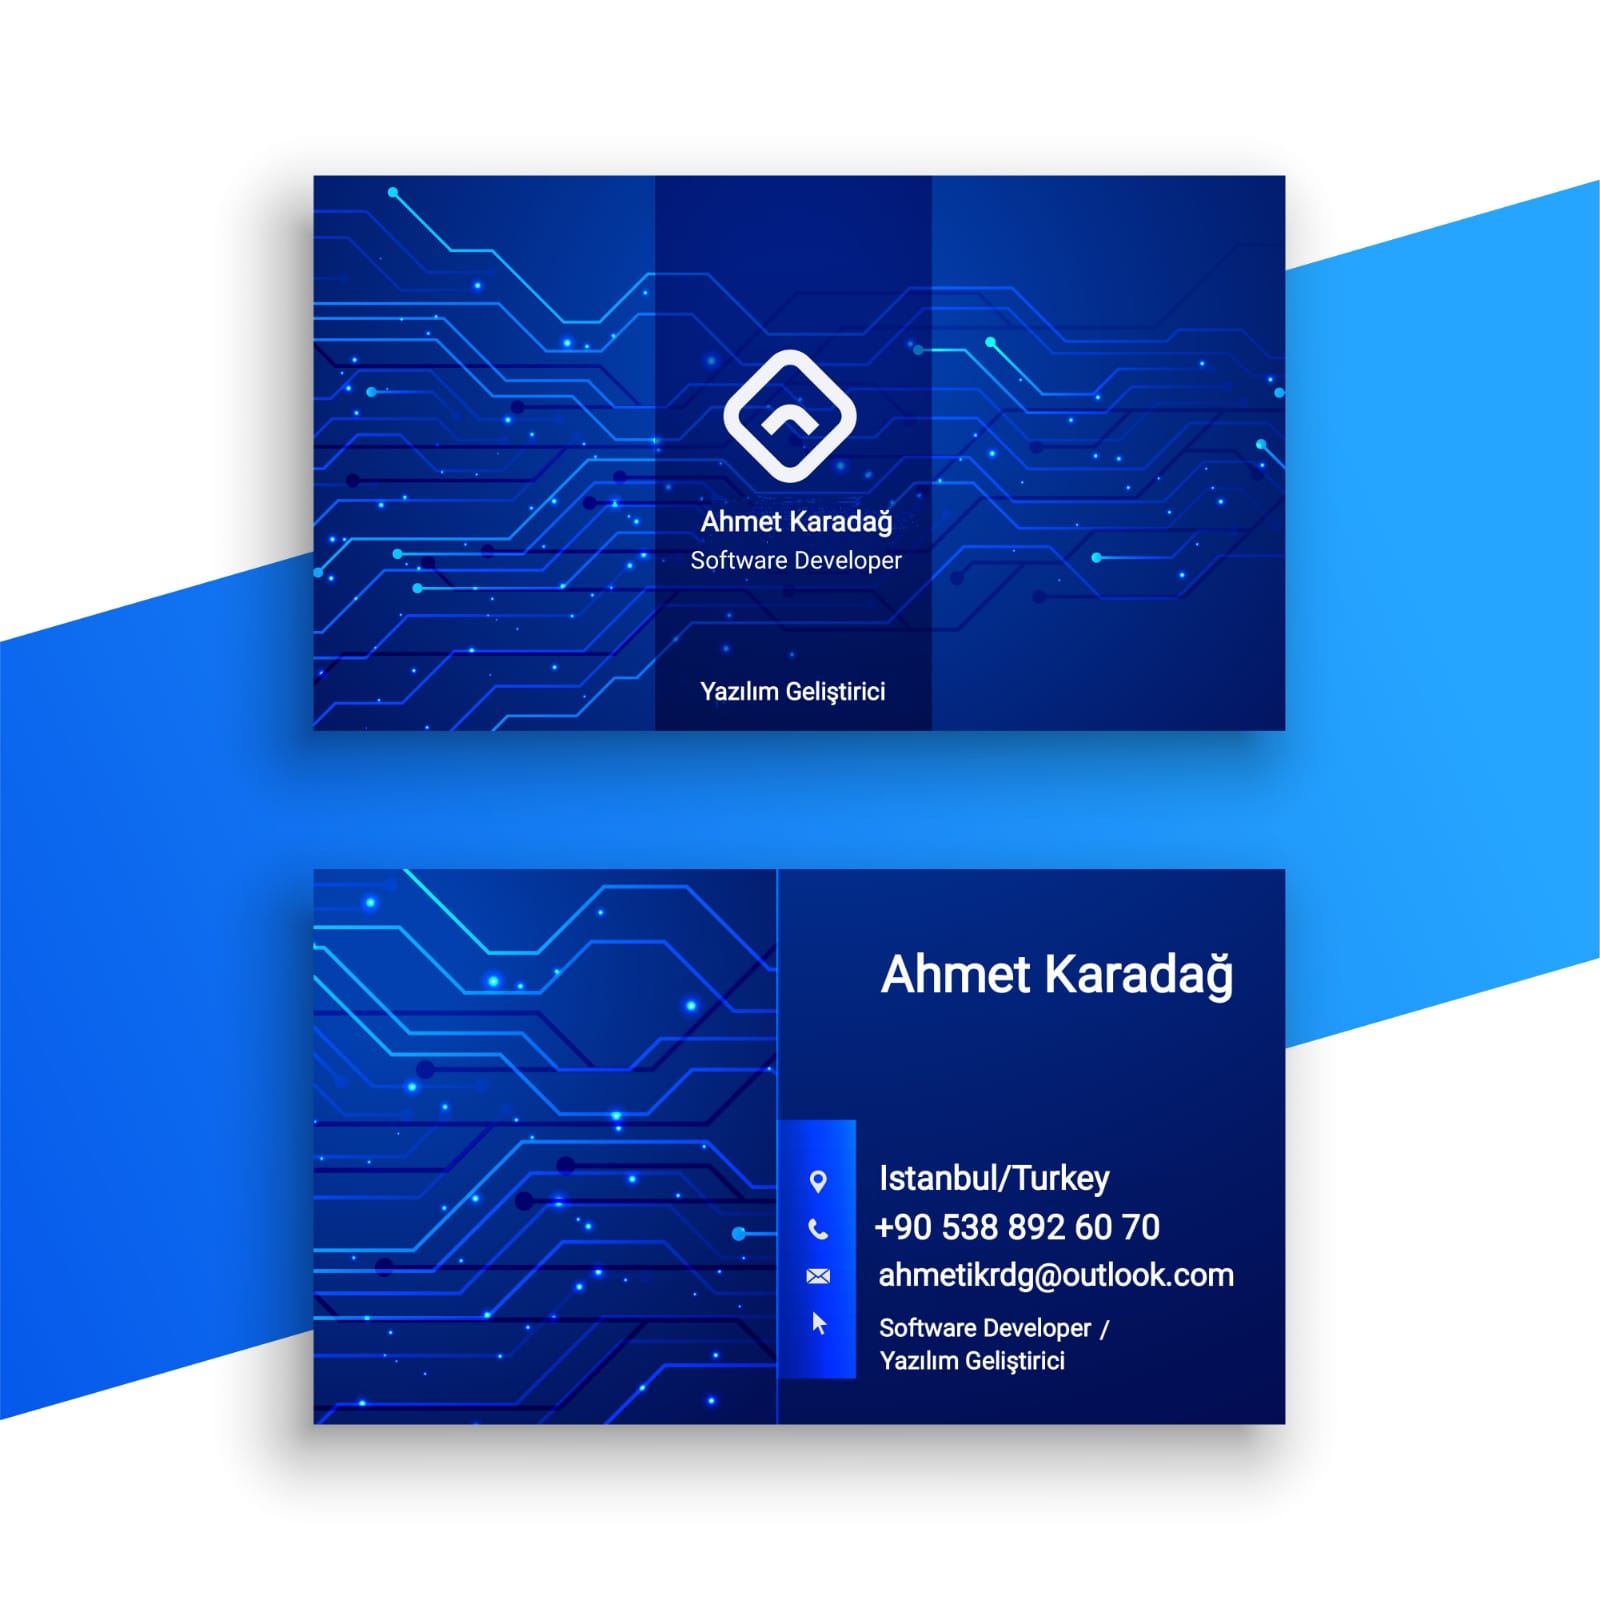 Ahmet Karadağ
Software Developer
Yazılım Geliştirici
Ahmet Karadağ
Istanbul/Turkey
+90 538 892 60 70
ahmetikrdg@outlook.com
Software Developer /
Yazılım Geliştirici